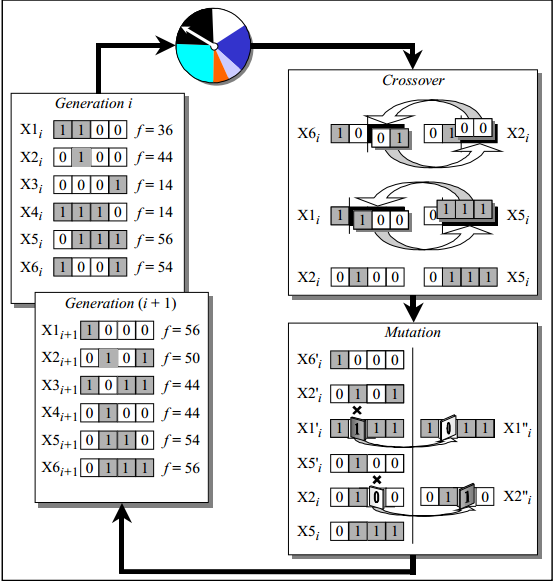 Generation i
X1i 1 1 0 0 f = 36
X2i 0 1 0 0 f = 44
X3i 0 0 0 1 f = 14
X4i 1 1 1 0 f = 14
X5i 0 1 1 1 f = 56
X6i 1 0 0 1 f = 54
Generation (i + 1)
X1i+1 1 0 0 0 f = 56
X2i+1 0 1 0 1 f = 50
X3i+1 1 0 1 1 f = 44
X4i+1 0 1 0 0 f = 44
X5i+1 0 1 1 0 f = 54
X6i+1 0 1 1 1 f = 56
Crossover
X6i 1 0 0 1 0 1 0 0 X2i
X1i 1 1 0 0 0 1 1 1 X5i
X2i 0 1 0 0 0 1 1 1 X5i
Mutation
X6'i 1 0 0 0
X2'i 0 1 0 1
X1'i 1 1 1 1 1 0 1 1 X1"i
X5'i 0 1 0 0
X2i 0 1 0 0 0 1 1 0 X2"i
X5i 0 1 1 1